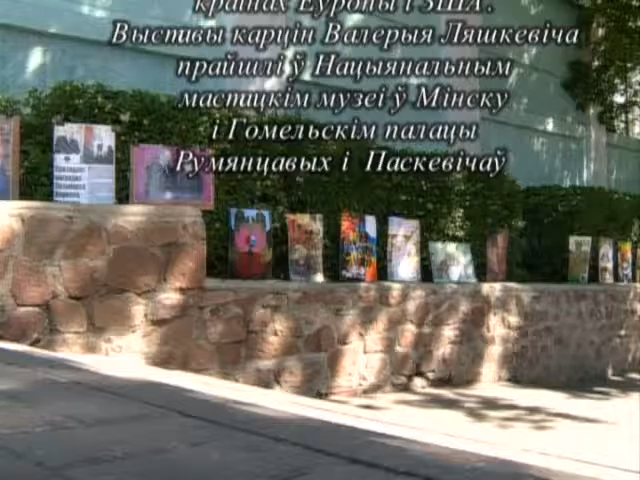 краінах Еўропы і ЗША.
Выставы карцін Валерыя Ляшкевіча
прайшлі ў Нацыянальным
мастацкім музеі ў Мінску
і Гомельскім палацы
Румянцавых і Паскевічаў